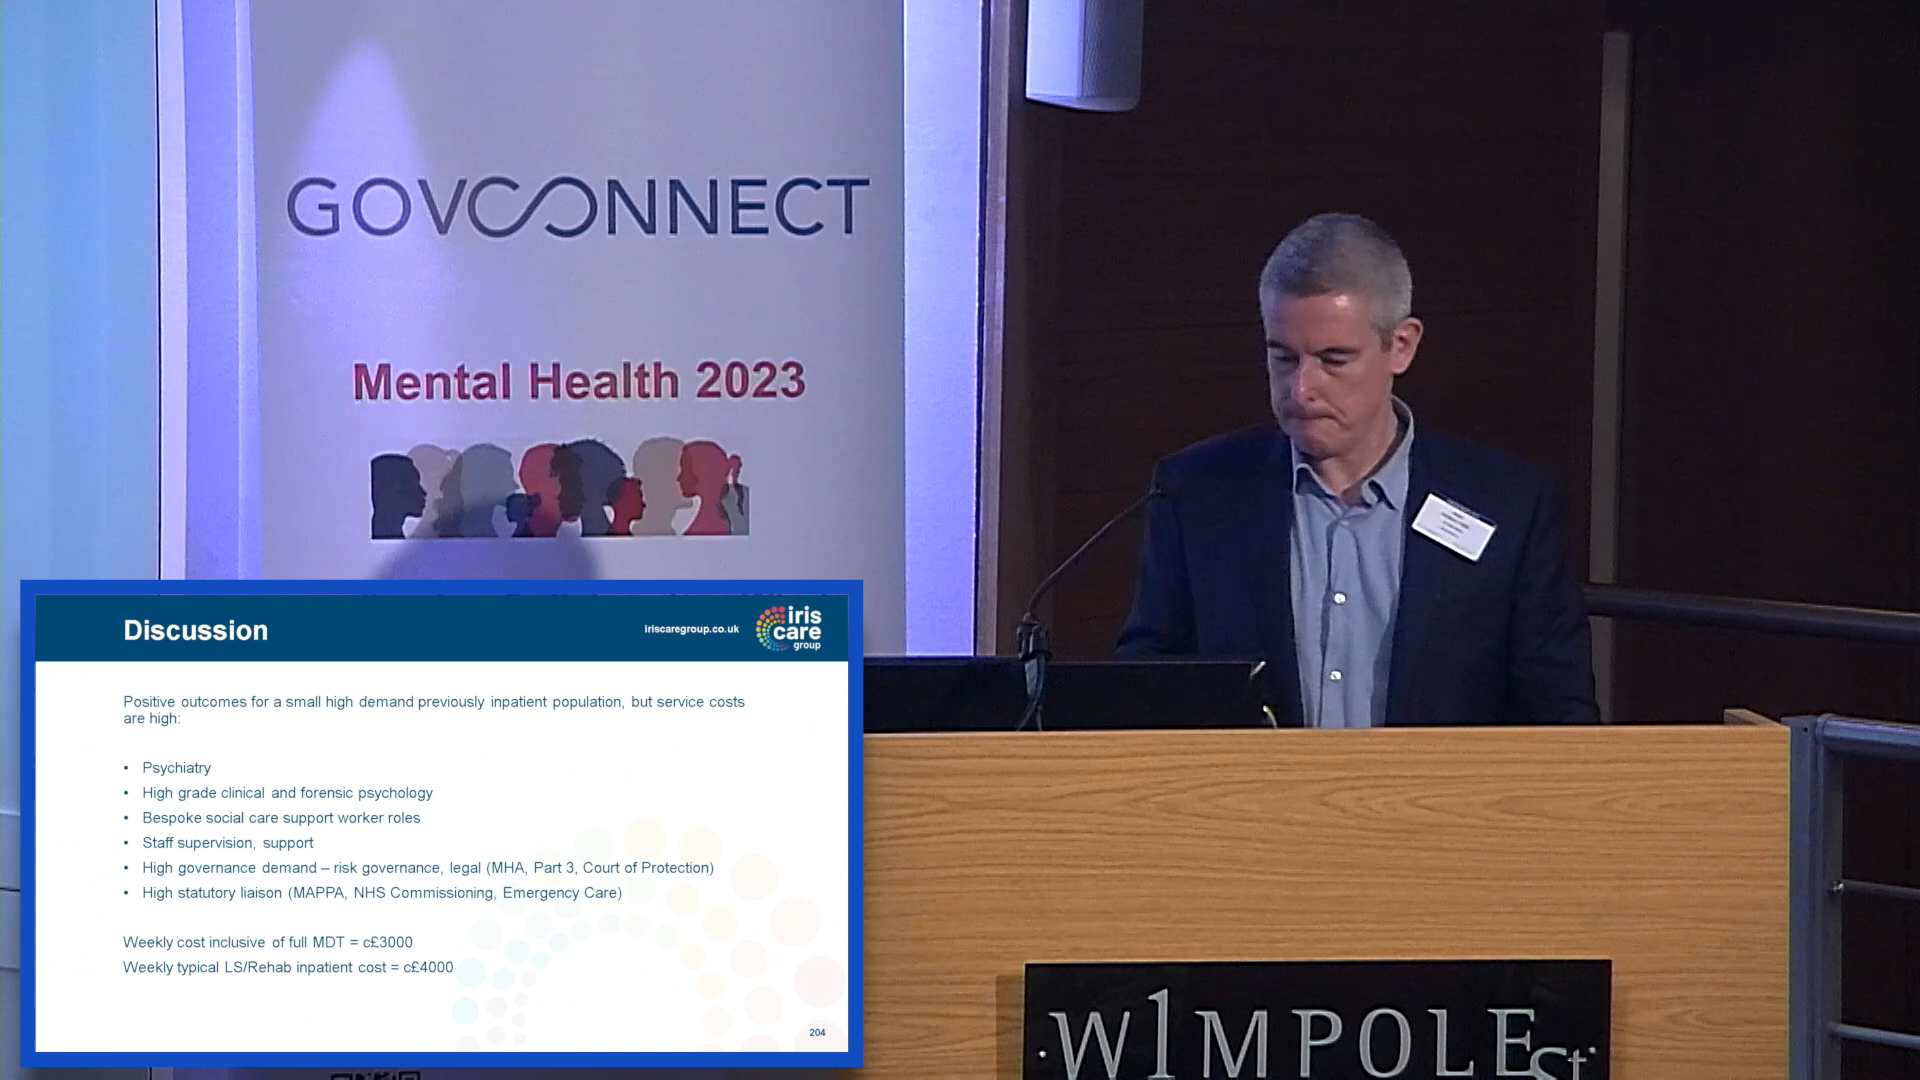 GOVCONNECT
Mental Health 2023
Discussion
iriscaregroup.co.uk
iris
care
group
Positive outcomes for a small high demand previously inpatient population, but service costs
are high:
• Psychiatry
• High grade clinical and forensic psychology
• Bespoke social care support worker roles
• Staff supervision, support
• High governance demand – risk governance, legal (MHA, Part 3, Court of Protection)
• High statutory liaison (MAPPA, NHS Commissioning, Emergency Care)
Weekly cost inclusive of full MDT = c£3000
Weekly typical LS/Rehab inpatient cost = c£4000
204
·W1MPOLE St·